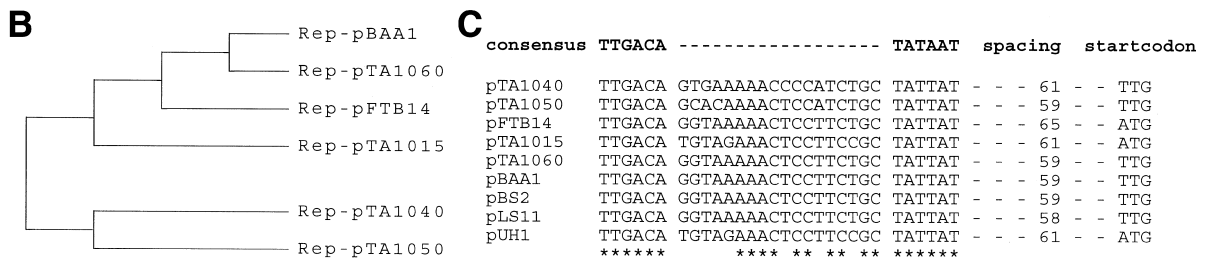 B
Rep-pBAA1
Rep-pTA1060
Rep-pFTB14
Rep-pTA1015
Rep-pTA1040
Rep-pTA1050
C
consensus TTGACA ------------------ TATAAT spacing startcodon
pTA1040 TTGACA GTGAAAAACCCCATCTGC TATTAT - - - 61 - - TTG
pTA1050 TTGACA GCACAAAACTCCATCTGC TATTAT - - - 59 - - TTG
pFTB14 TTGACA GGTAAAAACTCCTTCTGC TATTAT - - - 65 - - ATG
pTA1015 TTGACA TGTAGAAACTCCTTCCGC TATTAT - - - 61 - - ATG
pTA1060 TTGACA GGTAAAAACTCCTTCTGC TATTAT - - - 59 - - TTG
pBAA1 TTGACA GGTAAAAACTCCTTCTGC TATTAT - - - 59 - - TTG
pBS2 TTGACA GGTAAAAACTCCTTCTGC TATTAT - - - 59 - - TTG
pLS11 TTGACA GGTAAAAACTCCTTCTGC TATTAT - - - 58 - - TTG
pUH1 TTGACA TGTAGAAACTCCTTCCGC TATTAT - - - 61 - - ATG
****** **** ** ** ** ******